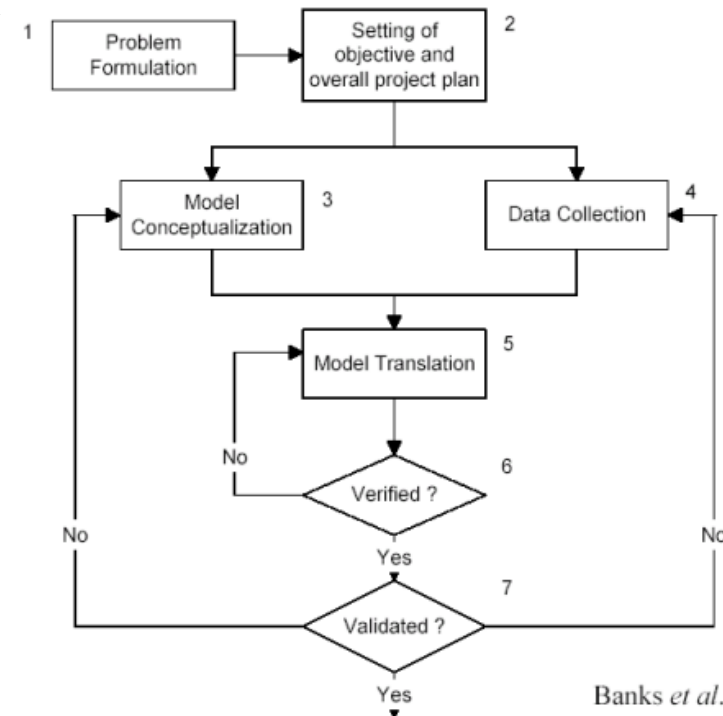 1
Problem
Formulation
Setting of
objective and
overall project plan
2
Model
Conceptualization
3
Data Collection
4
Model Translation
5
No
Verified ?
6
Yes
No
No
Validated ?
7
Yes
Banks et al.